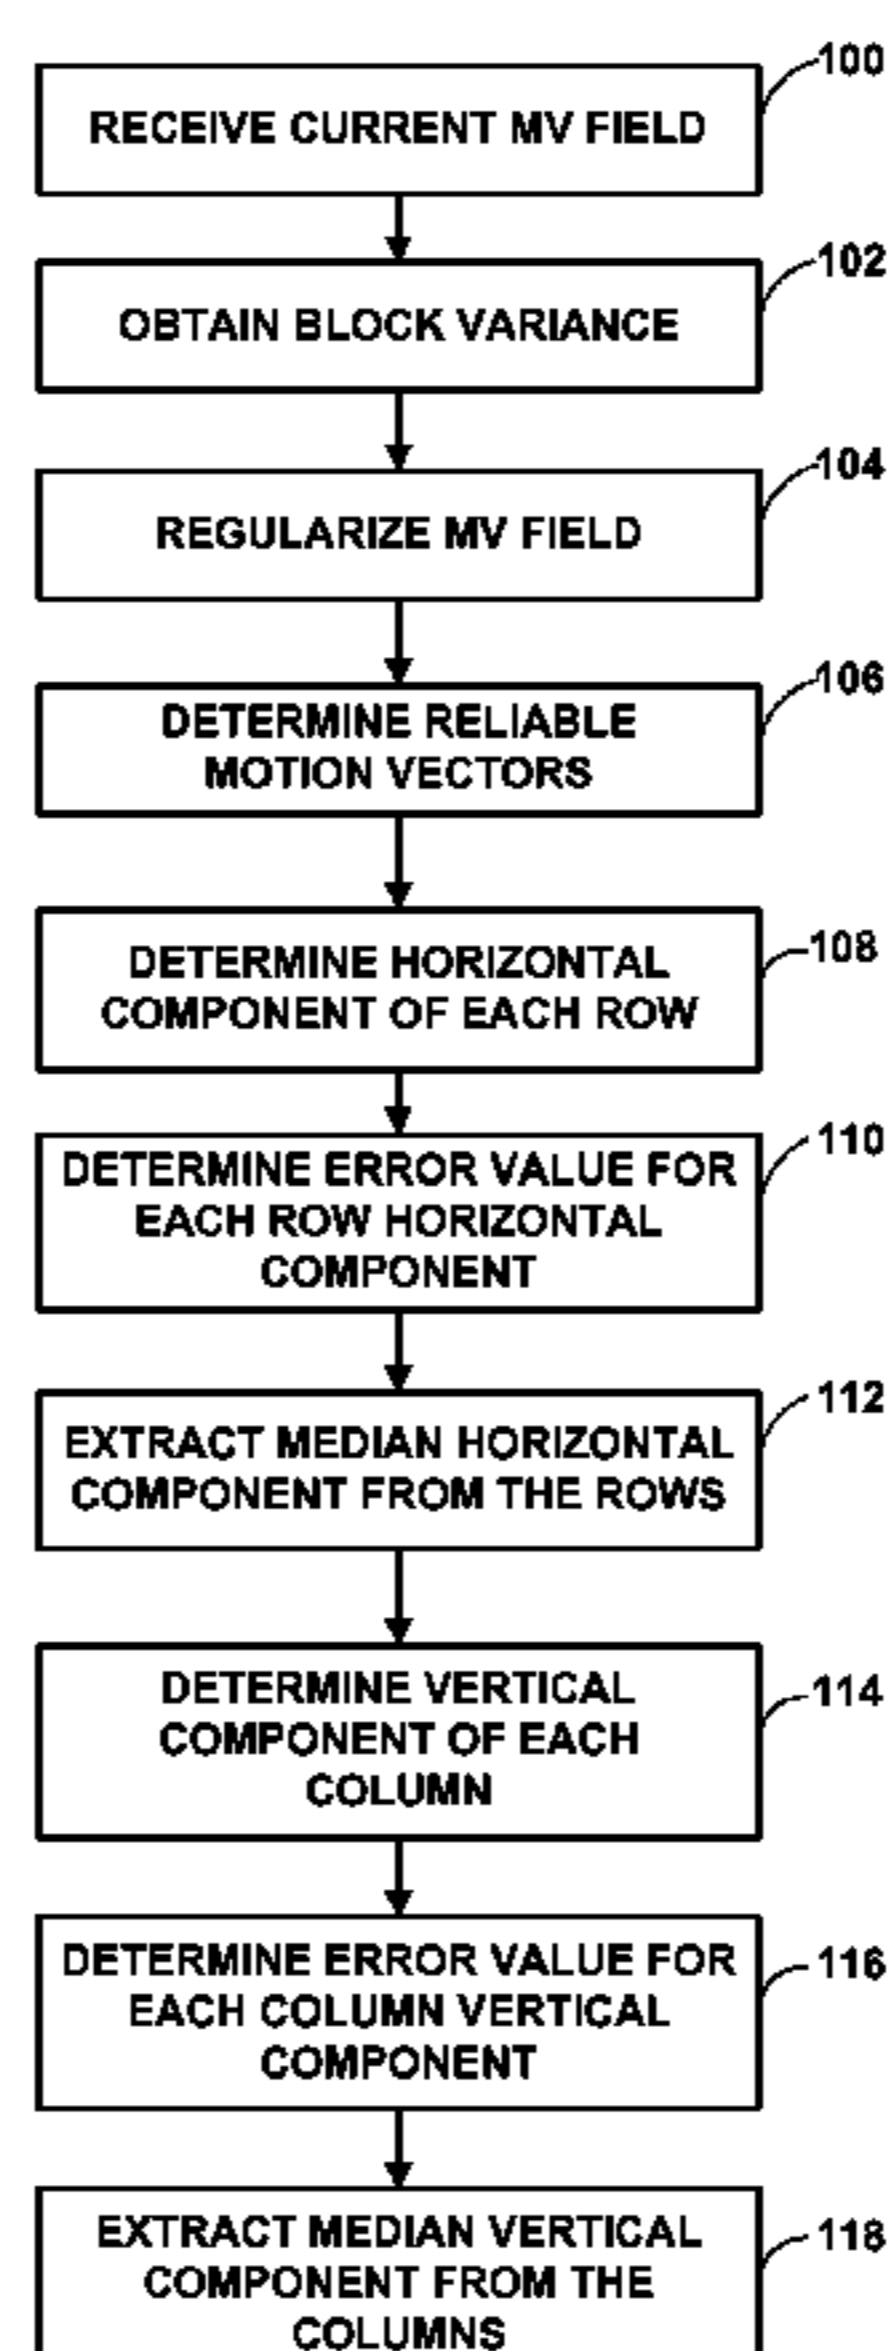 100
RECEIVE CURRENT MV FIELD
102
OBTAIN BLOCK VARIANCE
104
REGULARIZE MV FIELD
106
DETERMINE RELIABLE
MOTION VECTORS
108
DETERMINE HORIZONTAL
COMPONENT OF EACH ROW
110
DETERMINE ERROR VALUE FOR
EACH ROW HORIZONTAL
COMPONENT
112
EXTRACT MEDIAN HORIZONTAL
COMPONENT FROM THE ROWS
114
DETERMINE VERTICAL
COMPONENT OF EACH
COLUMN
116
DETERMINE ERROR VALUE FOR
EACH COLUMN VERTICAL
COMPONENT
118
EXTRACT MEDIAN VERTICAL
COMPONENT FROM THE
COLUMNS